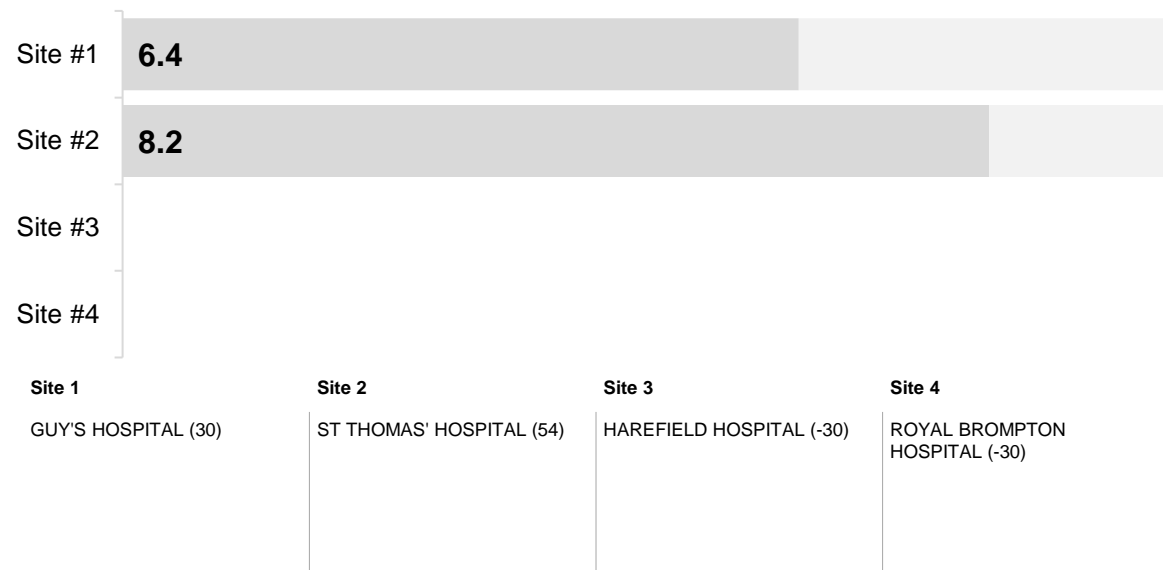 Site #1
6.4
Site #2
8.2
Site #3
Site #4
Site 1
GUY'S HOSPITAL (30)
Site 2
ST THOMAS' HOSPITAL (54)
Site 3
HAREFIELD HOSPITAL (-30)
Site 4
ROYAL BROMPTON
HOSPITAL (-30)